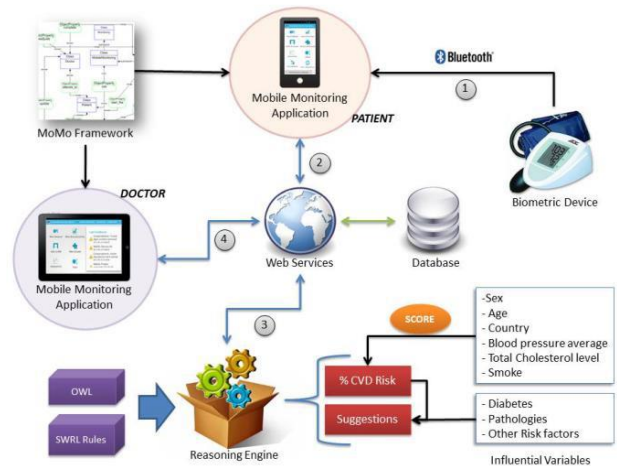 Bluetooth
1
Mobile Monitoring
Application
PATIENT
MoMo Framework
2
Biometric Device
DOCTOR
4
Mobile Monitoring
Application
Web Services
Database
3
SCORE
-Sex
- Age
- Country
- Blood pressure average
- Total Cholesterol level
- Smoke
OWL
% CVD Risk
SWRL Rules
Suggestions
- Diabetes
- Pathologies
- Other Risk factors
Reasoning Engine
Influential Variables